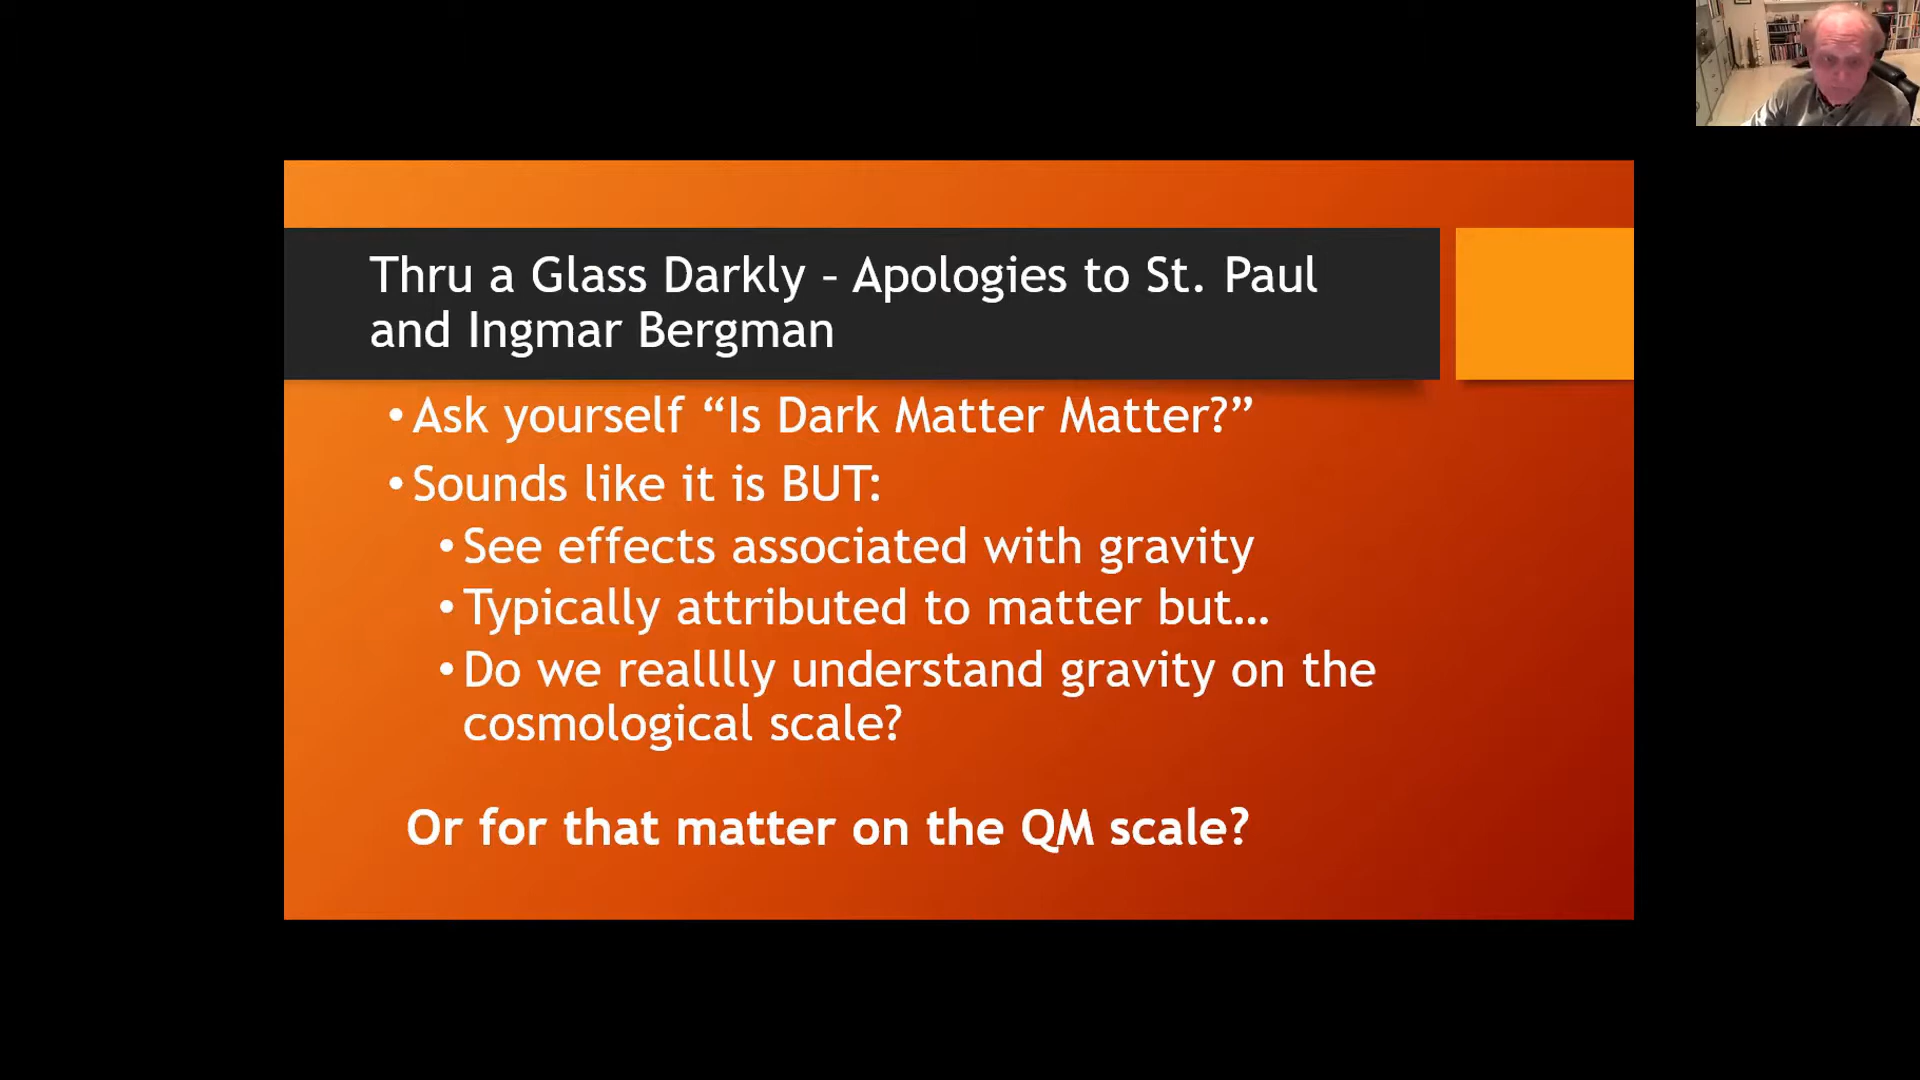 Thru a Glass Darkly – Apologies to St. Paul
and Ingmar Bergman
•Ask yourself “Is Dark Matter Matter?”
•Sounds like it is BUT:
•See effects associated with gravity
•Typically attributed to matter but…
•Do we realllly understand gravity on the
cosmological scale?
Or for that matter on the QM scale?